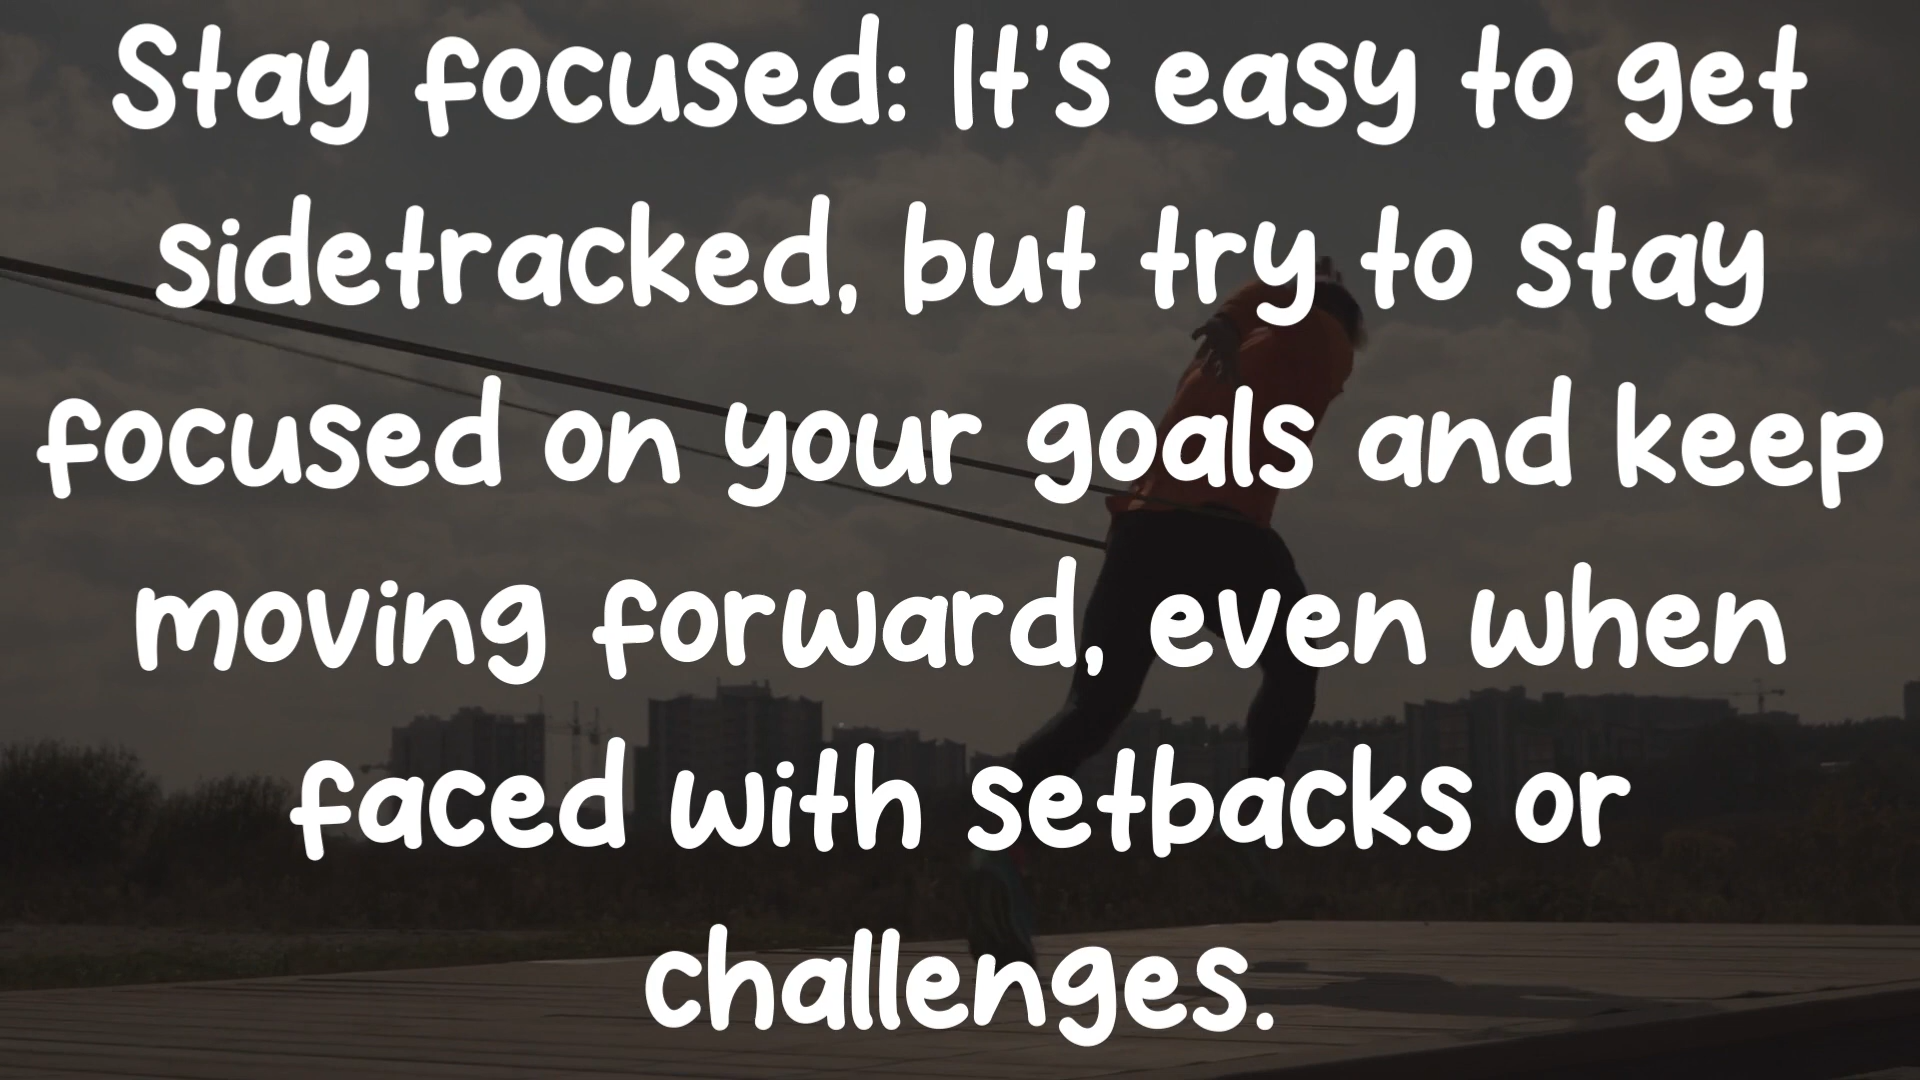 Stay focused: It's easy to get
sidetracked, but try to stay
focused on your goals and keep
moving forward, even when
faced with setbacks or
challenges.